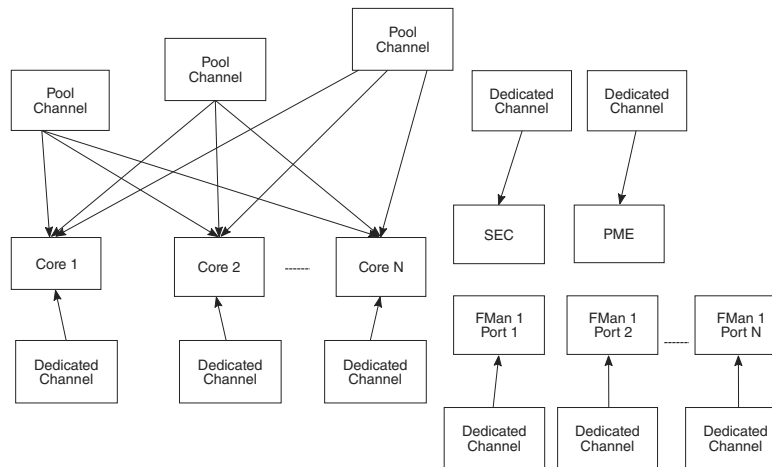 Pool
Channel
Pool
Channel
Pool
Channel
Dedicated
Channel
Dedicated
Channel
Core 1
Core 2
Core N
SEC
PME
Dedicated
Channel
Dedicated
Channel
Dedicated
Channel
FMan 1
Port 1
FMan 1
Port 2
FMan 1
Port N
Dedicated
Channel
Dedicated
Channel
Dedicated
Channel